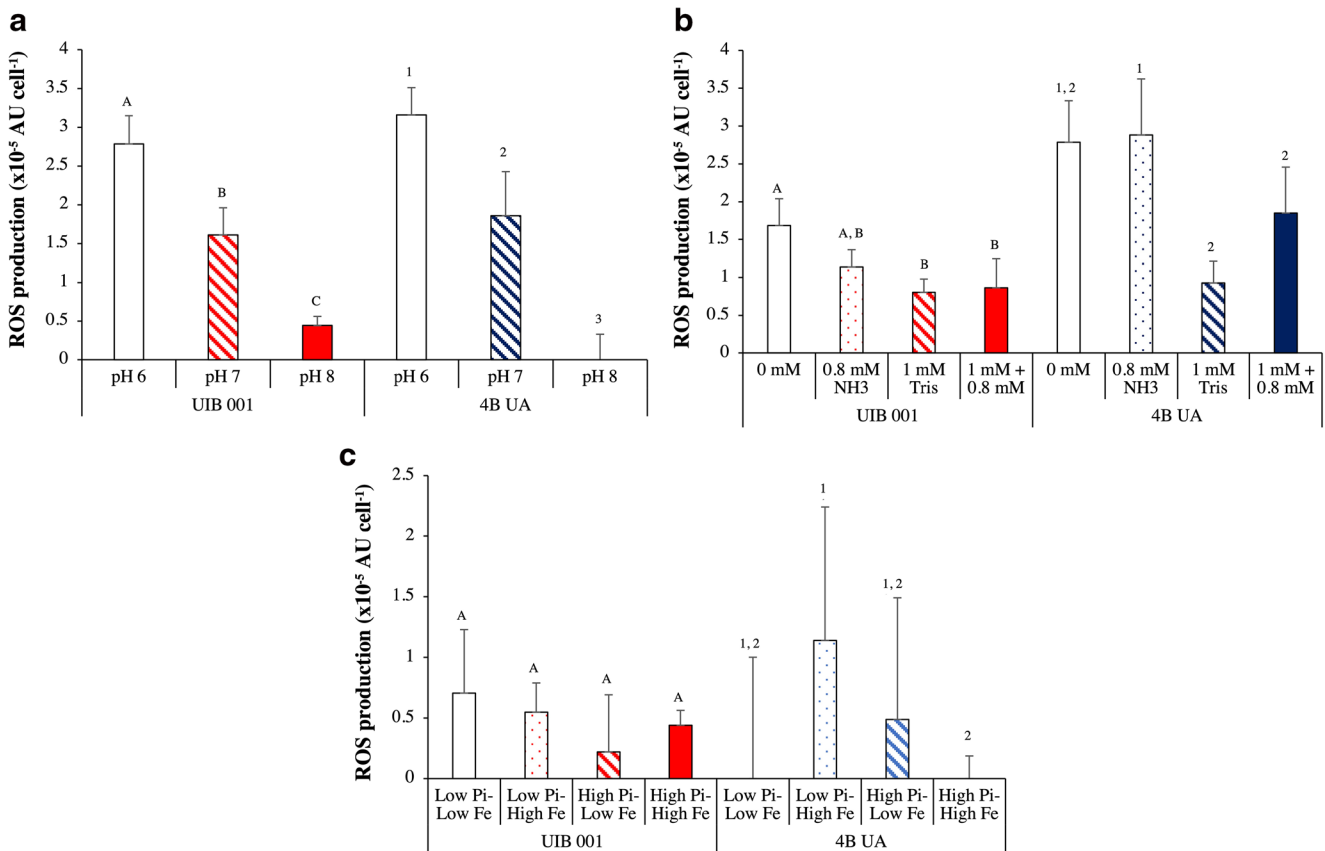 a
ROS production (x10-5 AU cell-1)
4
3.5
3
2.5
2
1.5
1
0.5
0
A
B
C
1
2
3
pH 6 pH 7 pH 8 pH 6 pH 7 pH 8
UIB 001 4B UA
b
ROS production (x10-5 AU cell-1)
4
3.5
3
2.5
2
1.5
1
0.5
0
A
A, B
B
B
1, 2
1
2
2
0 mM 0.8 mM 1 mM 1 mM + 0 mM 0.8 mM 1 mM 1 mM +
NH3 Tris 0.8 mM NH3 Tris 0.8 mM
UIB 001 4B UA
c
ROS production (x10-5 AU cell-1)
2.5
2
1.5
1
0.5
0
A
A
A
A
1, 2
1
1, 2
2
Low Pi- Low Pi- High Pi- High Pi- Low Pi- Low Pi- High Pi- High Pi-
Low Fe High Fe Low Fe High Fe Low Fe High Fe Low Fe High Fe
UIB 001 4B UA